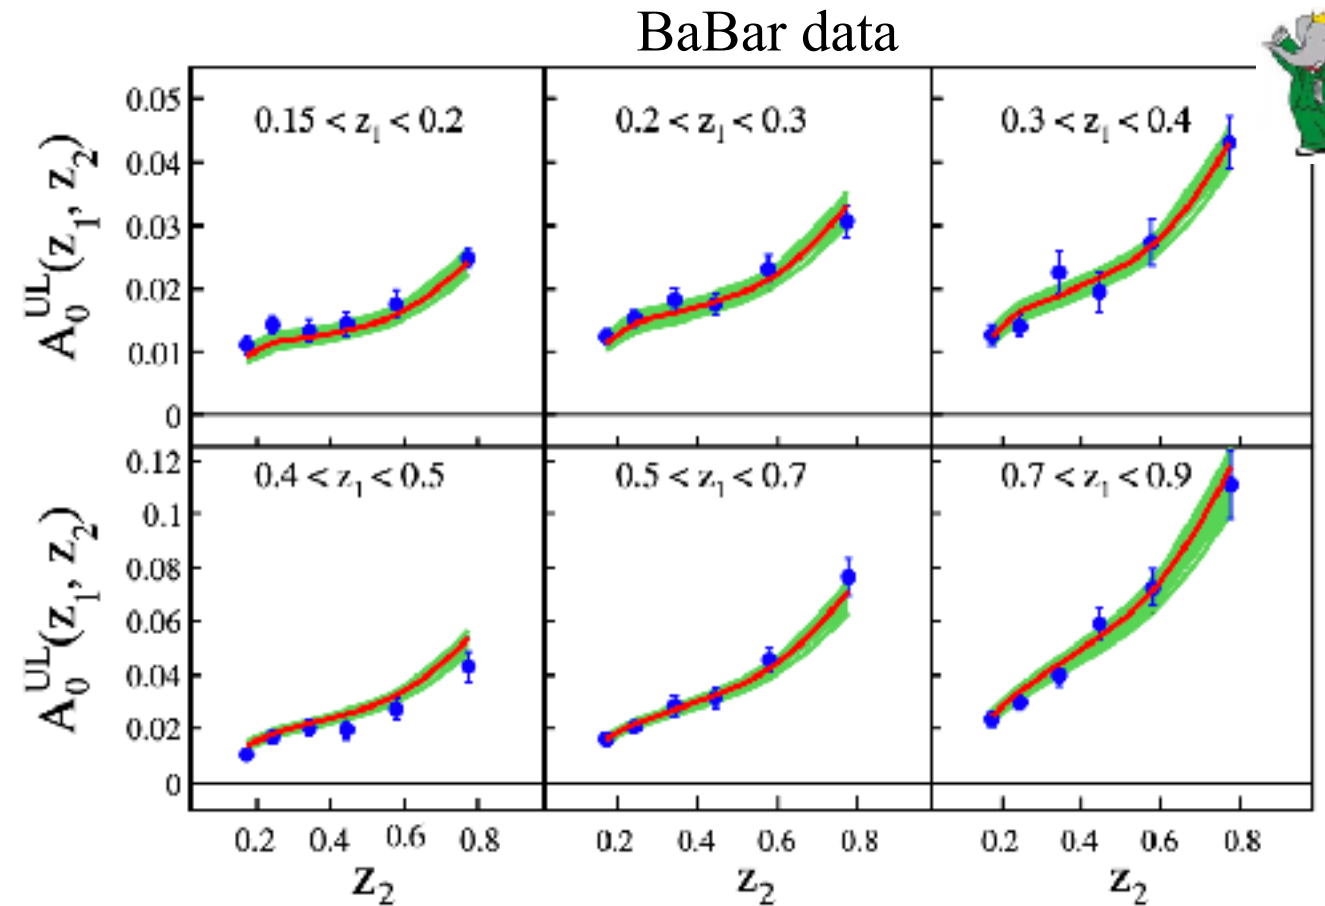 BaBar data
A₀^UL(z₁, z₂)
0.05
0.04
0.03
0.02
0.01
0
0.15 < z₁ < 0.2
0.2 < z₁ < 0.3
0.3 < z₁ < 0.4
A₀^UL(z₁, z₂)
0.12
0.1
0.08
0.06
0.04
0.02
0
0.4 < z₁ < 0.5
0.5 < z₁ < 0.7
0.7 < z₁ < 0.9
0.2 0.4 0.6 0.8
0.2 0.4 0.6 0.8
0.2 0.4 0.6 0.8
z₂
z₂
z₂